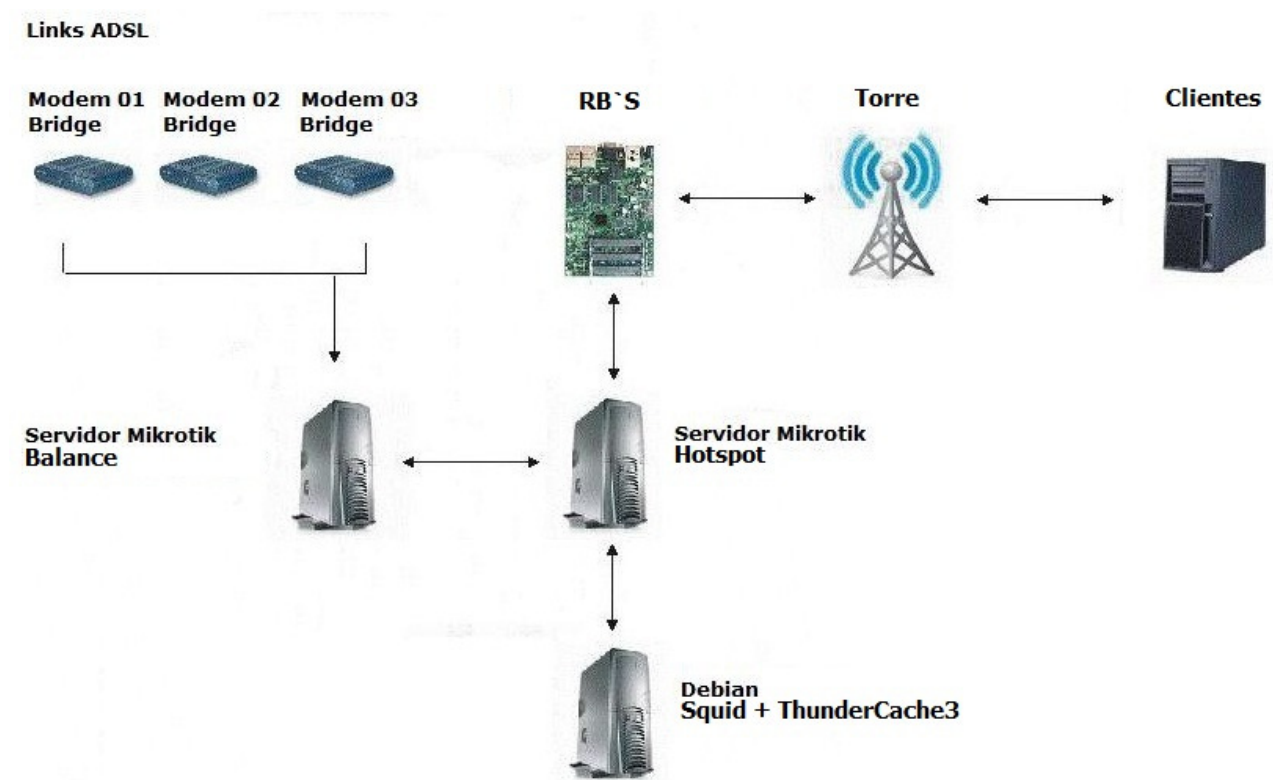 Links ADSL
Modem 01 Modem 02 Modem 03
Bridge Bridge Bridge
RB`S
Torre
Clientes
Servidor Mikrotik
Balance
Servidor Mikrotik
Hotspot
Debian
Squid + ThunderCache3